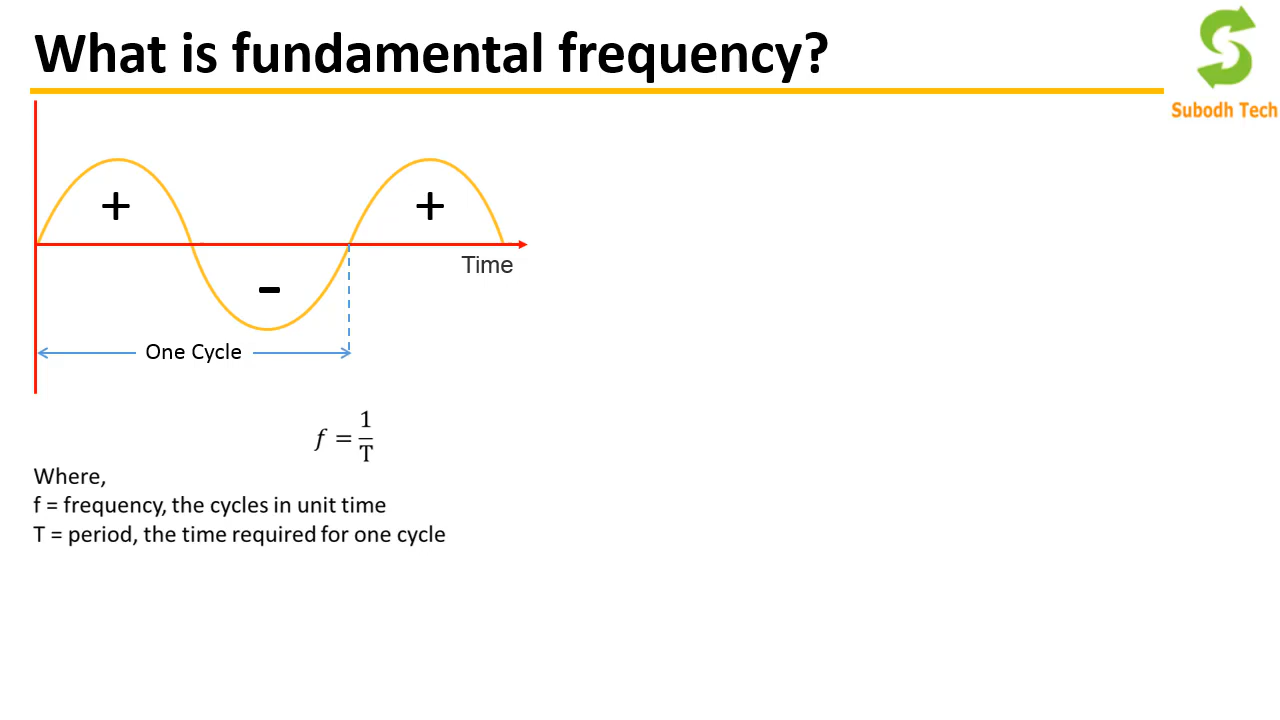 What is fundamental frequency?
Subodh Tech
+
+
-
Time
One Cycle
f = 1/T
Where,
f = frequency, the cycles in unit time
T = period, the time required for one cycle